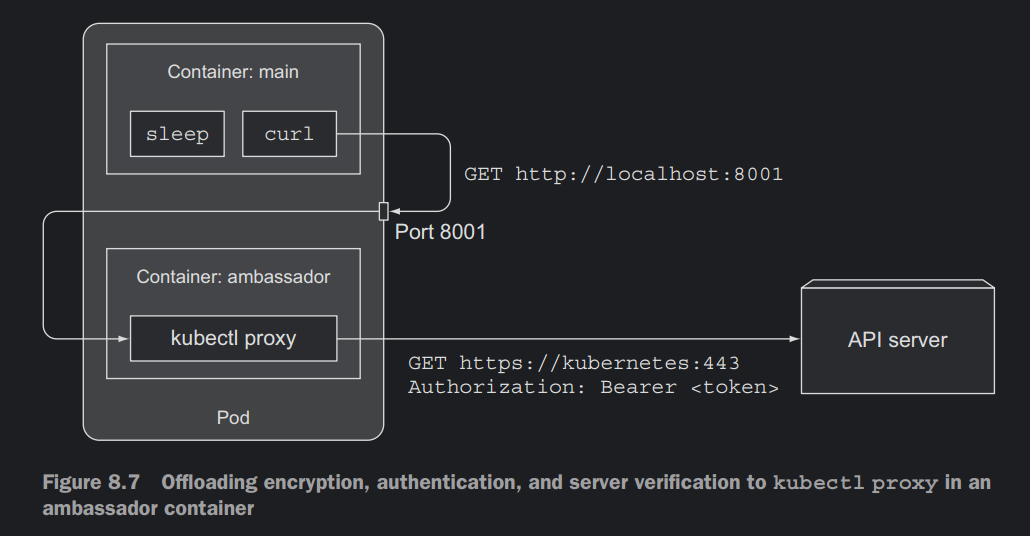 Container: main
sleep
curl
GET http://localhost:8001
Port 8001
Container: ambassador
kubectl proxy
API server
GET https://kubernetes:443
Authorization: Bearer <token>
Pod
Figure 8.7 Offloading encryption, authentication, and server verification to kubectl proxy in an
ambassador container